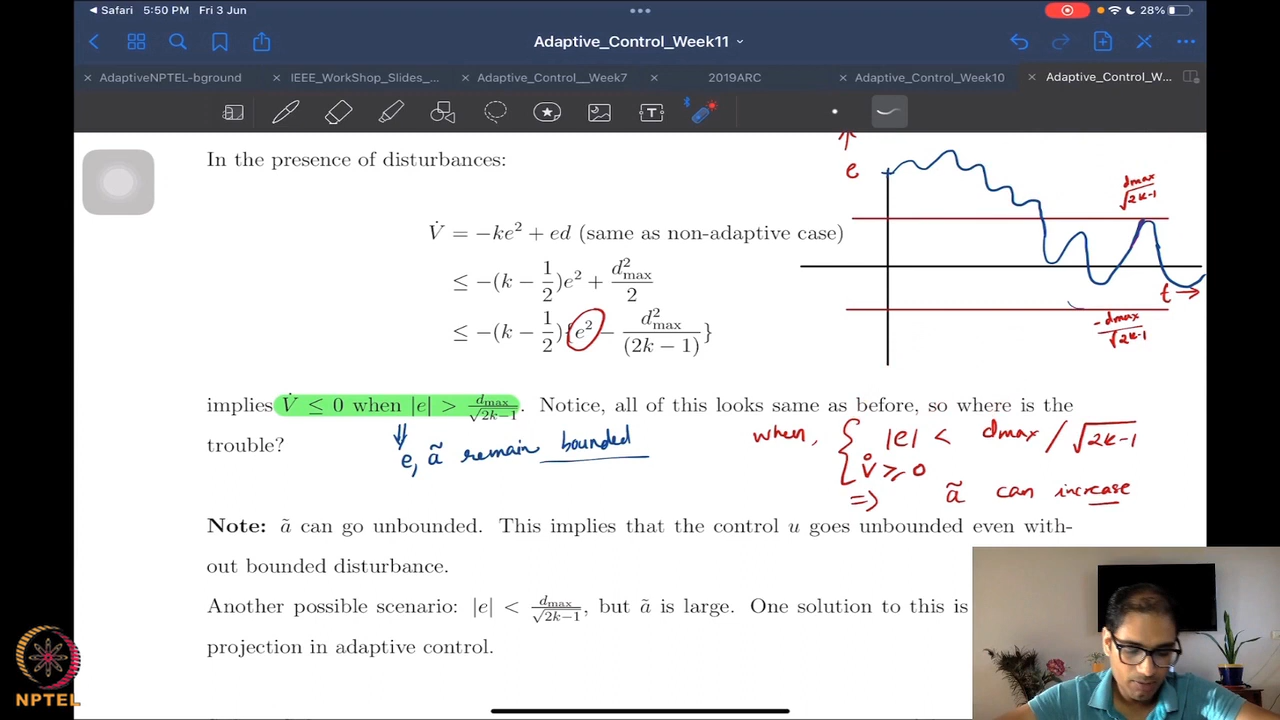 Safari 5:50 PM Fri 3 Jun
28%
Adaptive_Control_Week11
AdaptiveNPTEL-bground
IEEE_WorkShop_Slides_...
Adaptive_Control__Week7
2019ARC
Adaptive_Control_Week10
Adaptive_Control_W...
In the presence of disturbances:
V̇ = −ke² + ed (same as non-adaptive case)
≤ −(k − 1/2)e² + d²max/2
≤ −(k − 1/2){e² − d²max/(2k − 1)}
e
dmax/√2k-1
t →
-dmax/√2k-1
implies V̇ ≤ 0 when |e| > dmax/√2k−1. Notice, all of this looks same as before, so where is the
trouble?
⇓
e, ã remain bounded
when, { |e| < dmax / √2k-1
V̇ ≥ 0
⇒ ã can increase
Note: ã can go unbounded. This implies that the control u goes unbounded even with-
out bounded disturbance.
Another possible scenario: |e| < dmax/√2k−1, but ã is large. One solution to this is
projection in adaptive control.
NPTEL